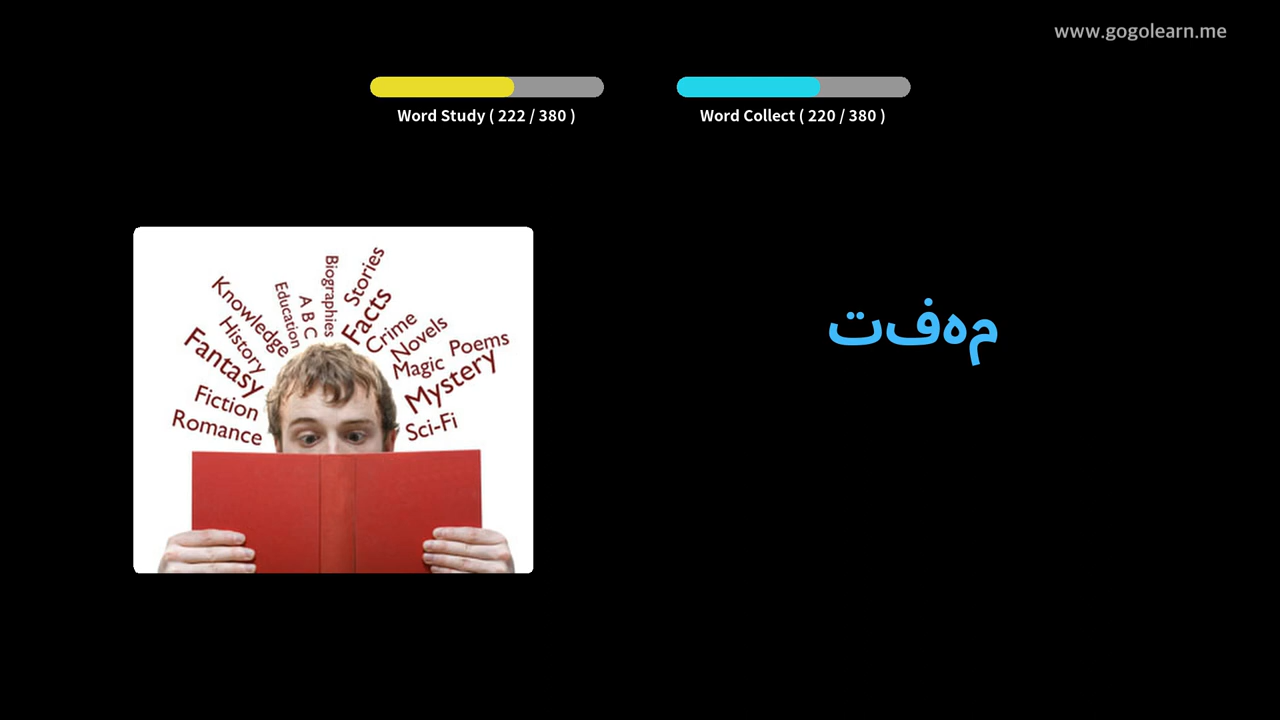 www.gogolearn.me
Word Study ( 222 / 380 )
Word Collect ( 220 / 380 )
Romance
Fiction
Fantasy
History
Knowledge
Education
A B C
Biographies
Stories
Facts
Crime
Novels
Magic
Poems
Mystery
Sci-Fi
تفهم